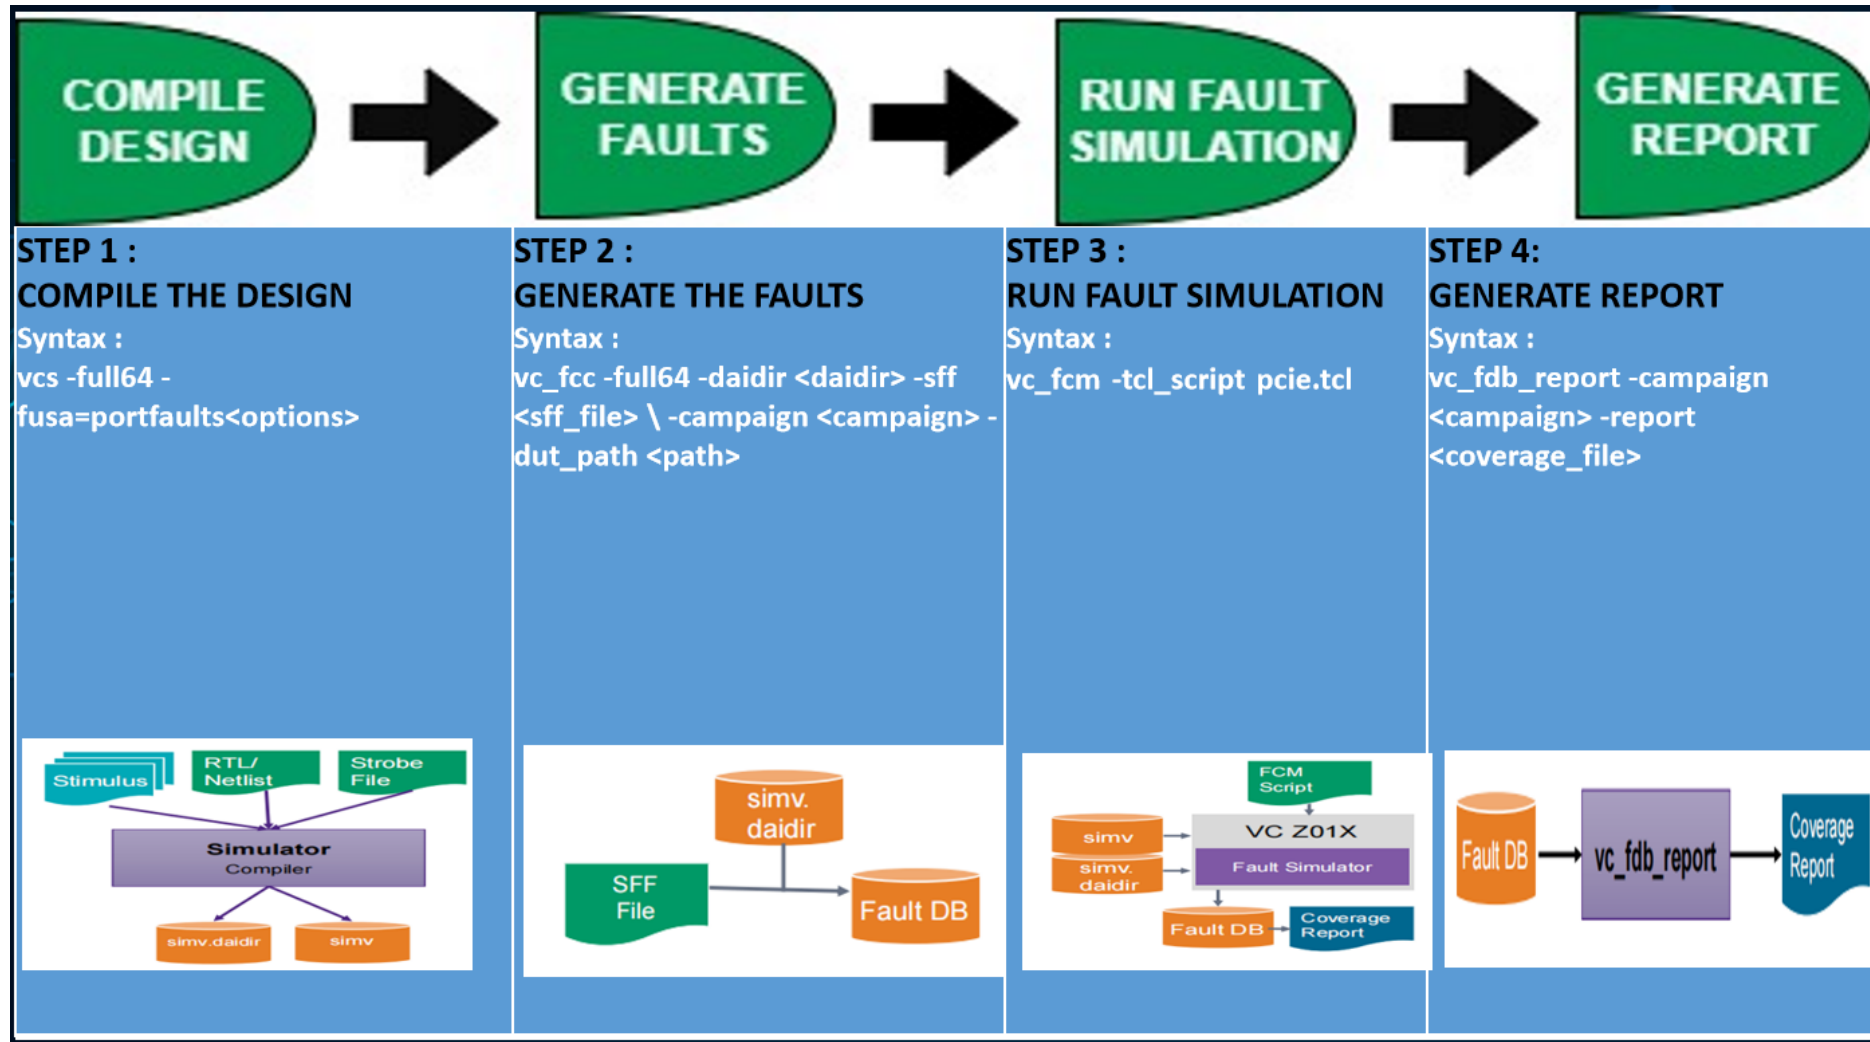 COMPILE
DESIGN
GENERATE
FAULTS
RUN FAULT
SIMULATION
GENERATE
REPORT
STEP 1 :
COMPILE THE DESIGN
Syntax :
vcs -full64 -
fusa=portfaults<options>
Stimulus
RTL/
Netlist
Strobe
File
Simulator
Compiler
simv.daidir
simv
STEP 2 :
GENERATE THE FAULTS
Syntax :
vc_fcc -full64 -daidir <daidir> -sff
<sff_file> \ -campaign <campaign> -
dut_path <path>
simv.
daidir
SFF
File
Fault DB
STEP 3 :
RUN FAULT SIMULATION
Syntax :
vc_fcm -tcl_script pcie.tcl
FCM
Script
simv
simv.
daidir
VC Z01X
Fault Simulator
Fault DB
Coverage
Report
STEP 4:
GENERATE REPORT
Syntax :
vc_fdb_report -campaign
<campaign> -report
<coverage_file>
Fault DB
vc_fdb_report
Coverage
Report